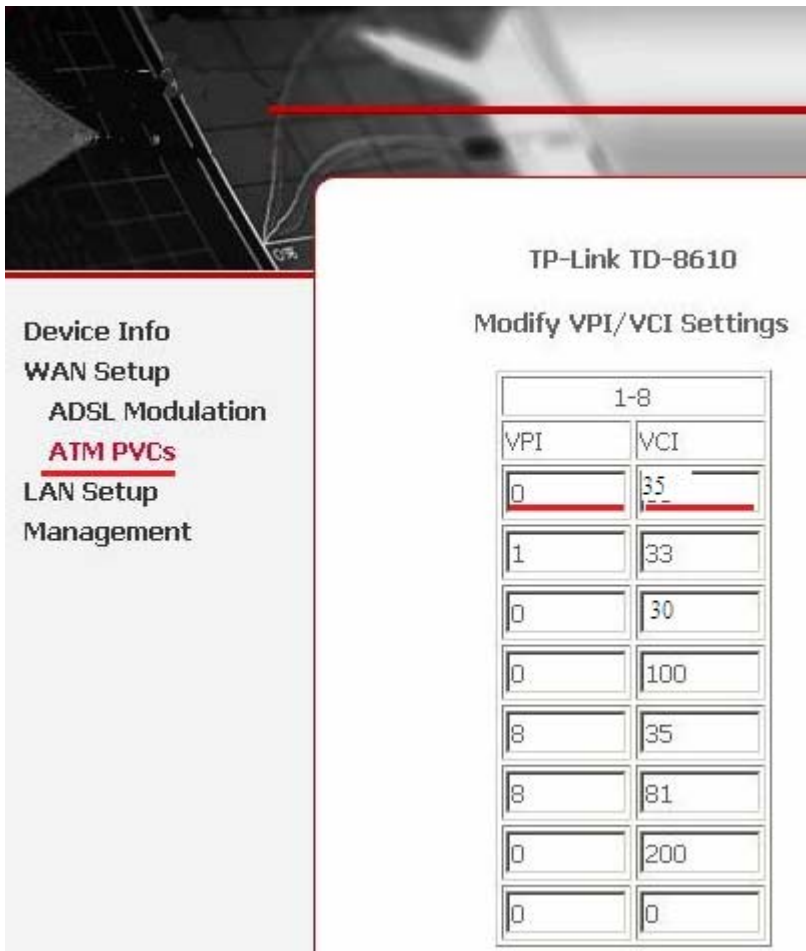 TP-Link TD-8610
Modify VPI/VCI Settings
Device Info
WAN Setup
ADSL Modulation
ATM PVCs
LAN Setup
Management
1-8
VPI VCI
0 35
1 33
0 30
0 100
8 35
8 81
0 200
0 0